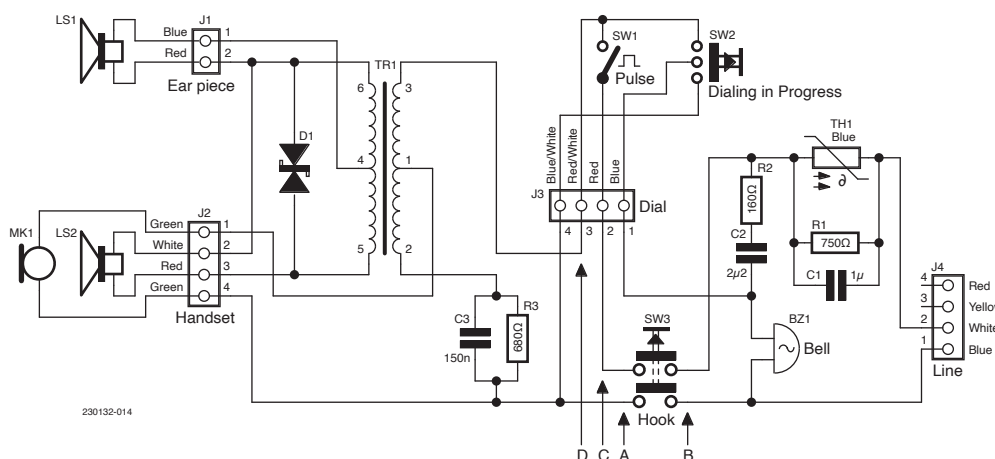 LS1
J1
Blue 1
Red 2
Ear piece
TR1
6 3
4 1
5 2
D1
SW1
Pulse
SW2
Dialing in Progress
Blue/White
Red/White
Red
Blue
J3
Dial
4 3 2 1
TH1
Blue
R2
160Ω
R1
750Ω
C2
2µ2
C1 1µ
J4
4 Red
3 Yellow
2 White
1 Blue
Line
MK1
LS2
J2
Green 1
White 2
Red 3
Green 4
Handset
C3
150n
R3
680Ω
SW3
Hook
BZ1
Bell
230132-014
D C A B